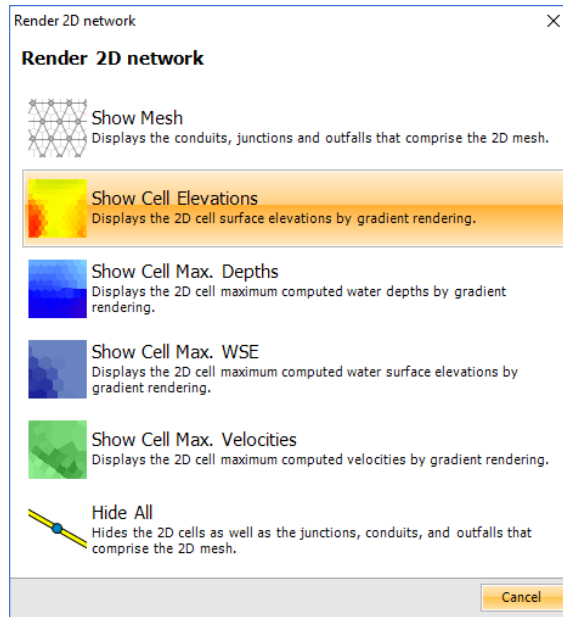 Render 2D network
Render 2D network
Show Mesh
Displays the conduits, junctions and outfalls that comprise the 2D mesh.
Show Cell Elevations
Displays the 2D cell surface elevations by gradient rendering.
Show Cell Max. Depths
Displays the 2D cell maximum computed water depths by gradient
rendering.
Show Cell Max. WSE
Displays the 2D cell maximum computed water surface elevations by
gradient rendering.
Show Cell Max. Velocities
Displays the 2D cell maximum computed velocities by gradient rendering.
Hide All
Hides the 2D cells as well as the junctions, conduits, and outfalls that
comprise the 2D mesh.
Cancel